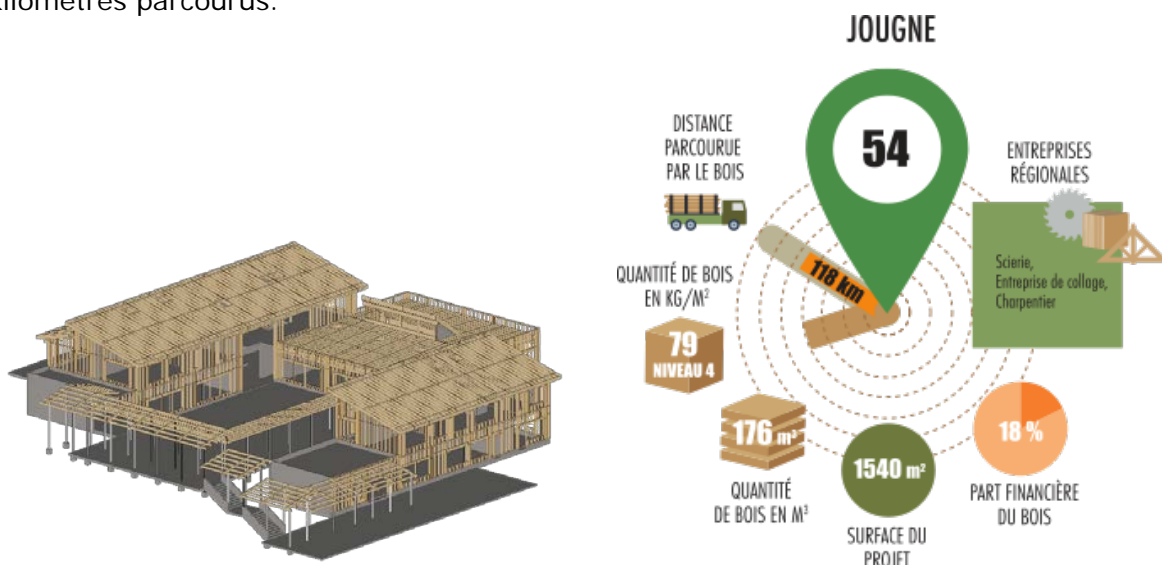 kilomètres parcourus.
JOUGNE
54
DISTANCE
PARCOURUE
PAR LE BOIS
118 km
ENTREPRISES
RÉGIONALES
Scierie,
Entreprise de collage,
Charpentier
QUANTITÉ DE BOIS
EN KG/M²
79
NIVEAU 4
176 m³
QUANTITÉ
DE BOIS EN M³
1540 m²
SURFACE DU
PROJET
18 %
PART FINANCIÈRE
DU BOIS